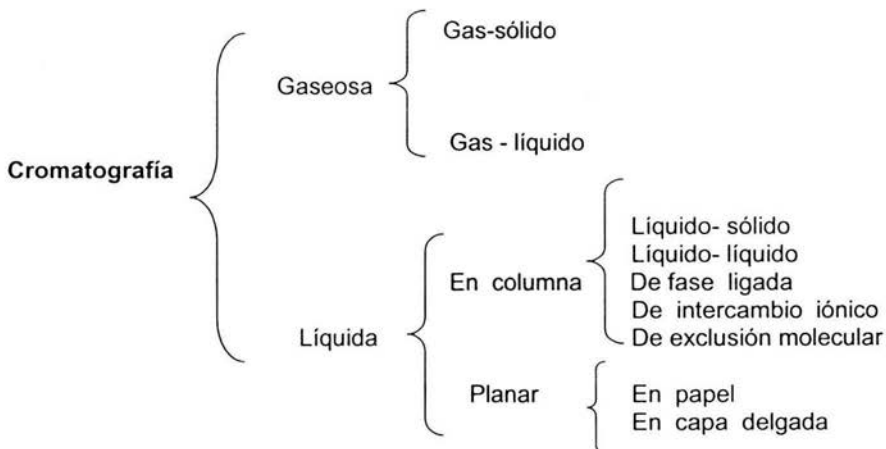 Cromatografía
Gaseosa
Gas-sólido
Gas - líquido
Líquida
En columna
Líquido- sólido
Líquido- líquido
De fase ligada
De intercambio iónico
De exclusión molecular
Planar
En papel
En capa delgada